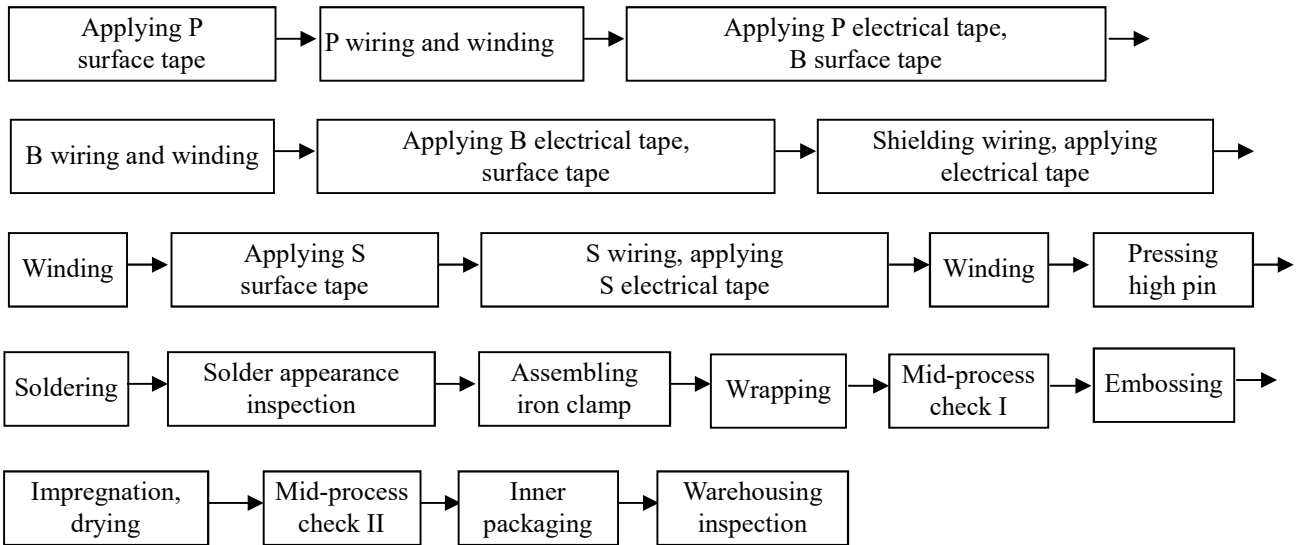 Applying P
surface tape
P wiring and winding
Applying P electrical tape,
B surface tape
B wiring and winding
Applying B electrical tape,
surface tape
Shielding wiring, applying
electrical tape
Winding
Applying S
surface tape
S wiring, applying
S electrical tape
Winding
Pressing
high pin
Soldering
Solder appearance
inspection
Assembling
iron clamp
Wrapping
Mid-process
check I
Embossing
Impregnation,
drying
Mid-process
check II
Inner
packaging
Warehousing
inspection